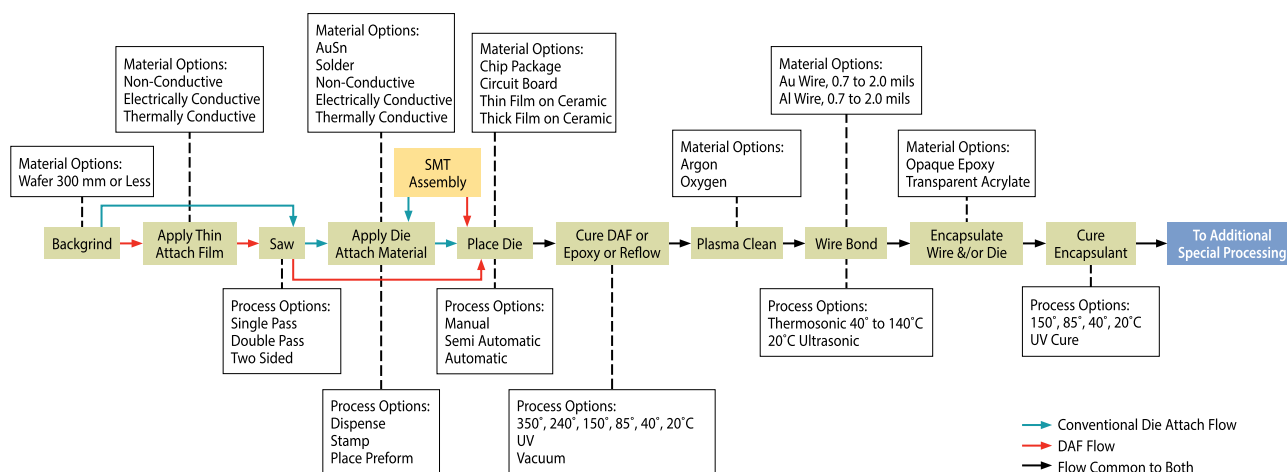 Material Options:
Wafer 300 mm or Less
Material Options:
Non-Conductive
Electrically Conductive
Thermally Conductive
Material Options:
AuSn
Solder
Non-Conductive
Electrically Conductive
Thermally Conductive
Material Options:
Chip Package
Circuit Board
Thin Film on Ceramic
Thick Film on Ceramic
Material Options:
Argon
Oxygen
Material Options:
Au Wire, 0.7 to 2.0 mils
Al Wire, 0.7 to 2.0 mils
Material Options:
Opaque Epoxy
Transparent Acrylate
SMT
Assembly
Backgrind
Apply Thin
Attach Film
Saw
Apply Die
Attach Material
Place Die
Cure DAF or
Epoxy or Reflow
Plasma Clean
Wire Bond
Encapsulate
Wire &/or Die
Cure
Encapsulant
To Additional
Special Processing
Process Options:
Single Pass
Double Pass
Two Sided
Process Options:
Dispense
Stamp
Place Preform
Process Options:
Manual
Semi Automatic
Automatic
Process Options:
350˚, 240˚, 150˚, 85˚, 40˚, 20˚C
UV
Vacuum
Process Options:
Thermosonic 40˚ to 140˚C
20˚C Ultrasonic
Process Options:
150˚, 85˚, 40˚, 20˚C
UV Cure
Conventional Die Attach Flow
DAF Flow
Flow Common to Both